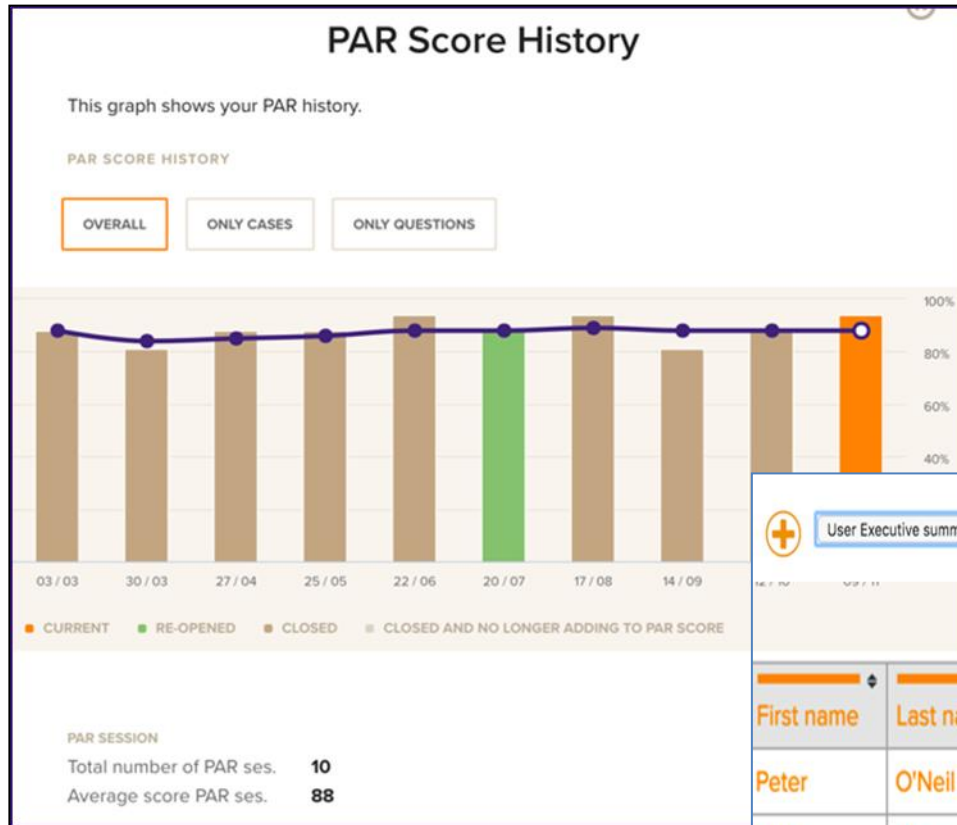 PAR Score History
This graph shows your PAR history.
PAR SCORE HISTORY
OVERALL ONLY CASES ONLY QUESTIONS
100%
80%
60%
40%
03 / 03 30 / 03 27 / 04 25 / 05 22 / 06 20 / 07 17 / 08 14 / 09
CURRENT RE-OPENED CLOSED CLOSED AND NO LONGER ADDING TO PAR SCORE
PAR SESSION
Total number of PAR ses. 10
Average score PAR ses. 88
User Executive summ
First name Last na
Peter O'Neil